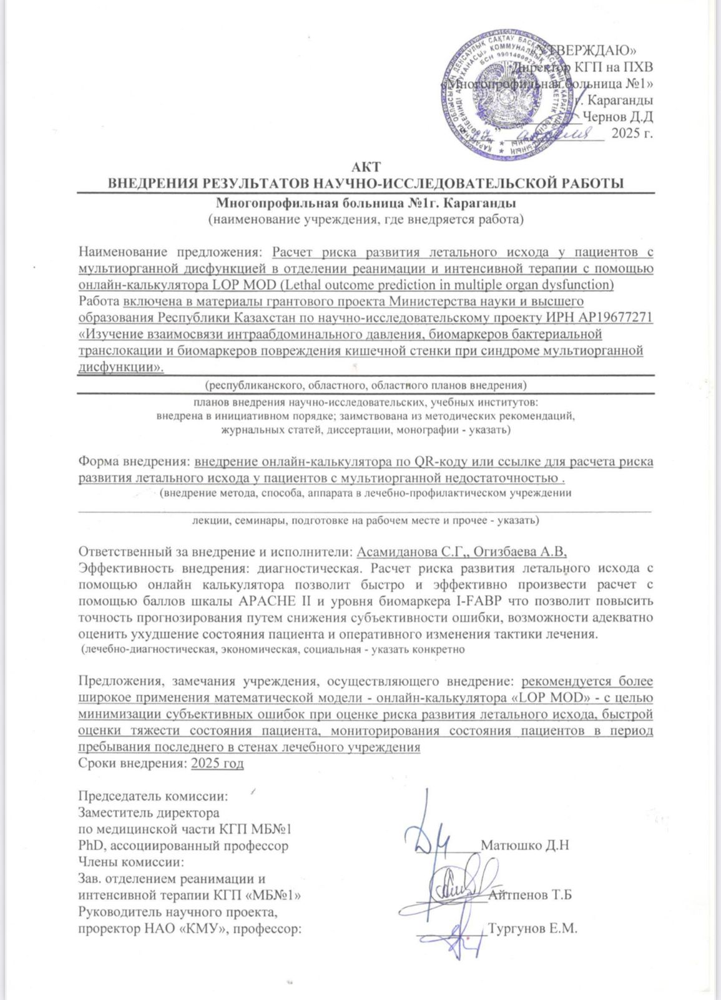 «УТВЕРЖДАЮ»
Директор КГП на ПХВ
«Многопрофильная больница №1»
г. Караганды
Чернов Д.Д
апреля 2025 г.
АКТ
ВНЕДРЕНИЯ РЕЗУЛЬТАТОВ НАУЧНО-ИССЛЕДОВАТЕЛЬСКОЙ РАБОТЫ
Многопрофильная больница №1г. Караганды
(наименование учреждения, где внедряется работа)
Наименование предложения: Расчет риска развития летального исхода у пациентов с
мультиорганной дисфункцией в отделении реанимации и интенсивной терапии с помощью
онлайн-калькулятора LOP MOD (Lethal outcome prediction in multiple organ dysfunction)
Работа включена в материалы грантового проекта Министерства науки и высшего
образования Республики Казахстан по научно-исследовательскому проекту ИРН АР19677271
«Изучение взаимосвязи интраабдоминального давления, биомаркеров бактериальной
транслокации и биомаркеров повреждения кишечной стенки при синдроме мультиорганной
дисфункции».
(республиканского, областного, областного планов внедрения)
планов внедрения научно-исследовательских, учебных институтов:
внедрена в инициативном порядке; заимствована из методических рекомендаций,
журнальных статей, диссертации, монографии - указать)
Форма внедрения: внедрение онлайн-калькулятора по QR-коду или ссылке для расчета риска
развития летального исхода у пациентов с мультиорганной недостаточностью .
(внедрение метода, способа, аппарата в лечебно-профилактическом учреждении
лекции, семинары, подготовке на рабочем месте и прочее - указать)
Ответственный за внедрение и исполнители: Асамиданова С.Г,, Огизбаева А.В,
Эффективность внедрения: диагностическая. Расчет риска развития летального исхода с
помощью онлайн калькулятора позволит быстро и эффективно произвести расчет с
помощью баллов шкалы APACHE II и уровня биомаркера I-FABP что позволит повысить
точность прогнозирования путем снижения субъективности ошибки, возможности адекватно
оценить ухудшение состояния пациента и оперативного изменения тактики лечения.
(лечебно-диагностическая, экономическая, социальная - указать конкретно
Предложения, замечания учреждения, осуществляющего внедрение: рекомендуется более
широкое применения математической модели - онлайн-калькулятора «LOP MOD» - с целью
минимизации субъективных ошибок при оценке риска развития летального исхода, быстрой
оценки тяжести состояния пациента, мониторирования состояния пациентов в период
пребывания последнего в стенах лечебного учреждения
Сроки внедрения: 2025 год
Председатель комиссии:
Заместитель директора
по медицинской части КГП МБ№1
PhD, ассоциированный профессор Матюшко Д.Н
Члены комиссии:
Зав. отделением реанимации и
интенсивной терапии КГП «МБ№1» Айтпенов Т.Б
Руководитель научного проекта,
проректор НАО «КМУ», профессор: Тургунов Е.М.